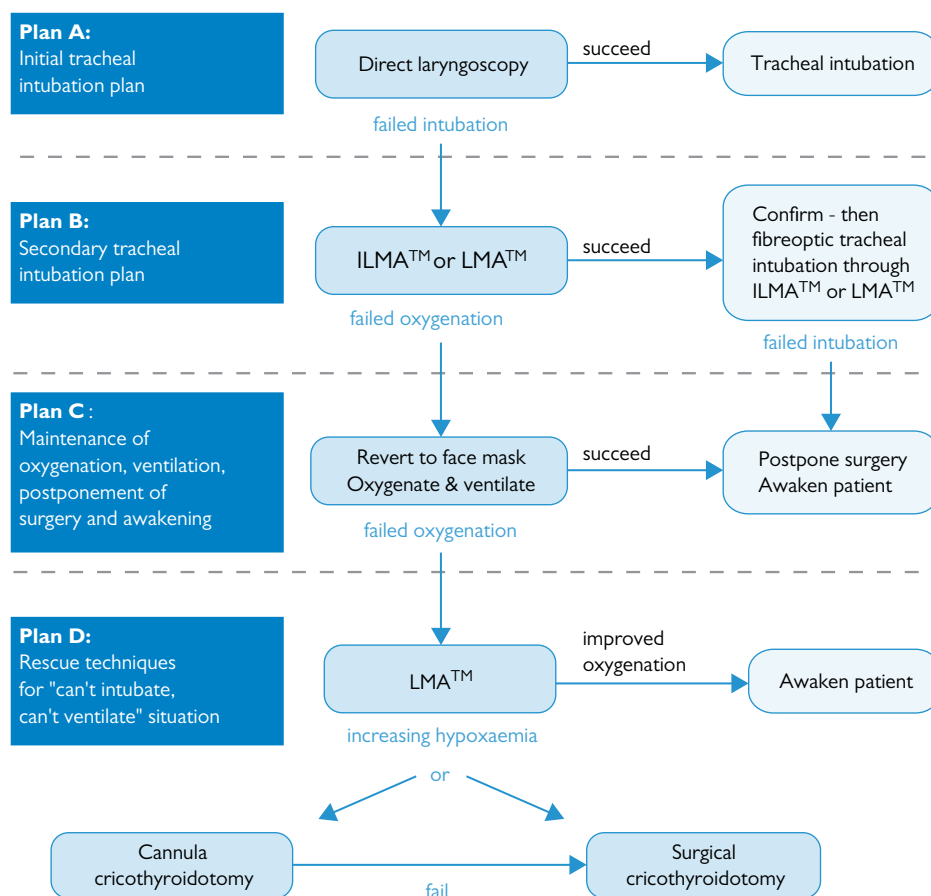 Plan A:
Initial tracheal
intubation plan
Direct laryngoscopy
succeed
Tracheal intubation
failed intubation
Plan B:
Secondary tracheal
intubation plan
ILMA™ or LMA™
succeed
Confirm - then
fibreoptic tracheal
intubation through
ILMA™ or LMA™
failed oxygenation
failed intubation
Plan C :
Maintenance of
oxygenation, ventilation,
postponement of
surgery and awakening
Revert to face mask
Oxygenate & ventilate
succeed
Postpone surgery
Awaken patient
failed oxygenation
Plan D:
Rescue techniques
for "can't intubate,
can't ventilate" situation
LMA™
improved
oxygenation
Awaken patient
increasing hypoxaemia
or
Cannula
cricothyroidotomy
fail
Surgical
cricothyroidotomy